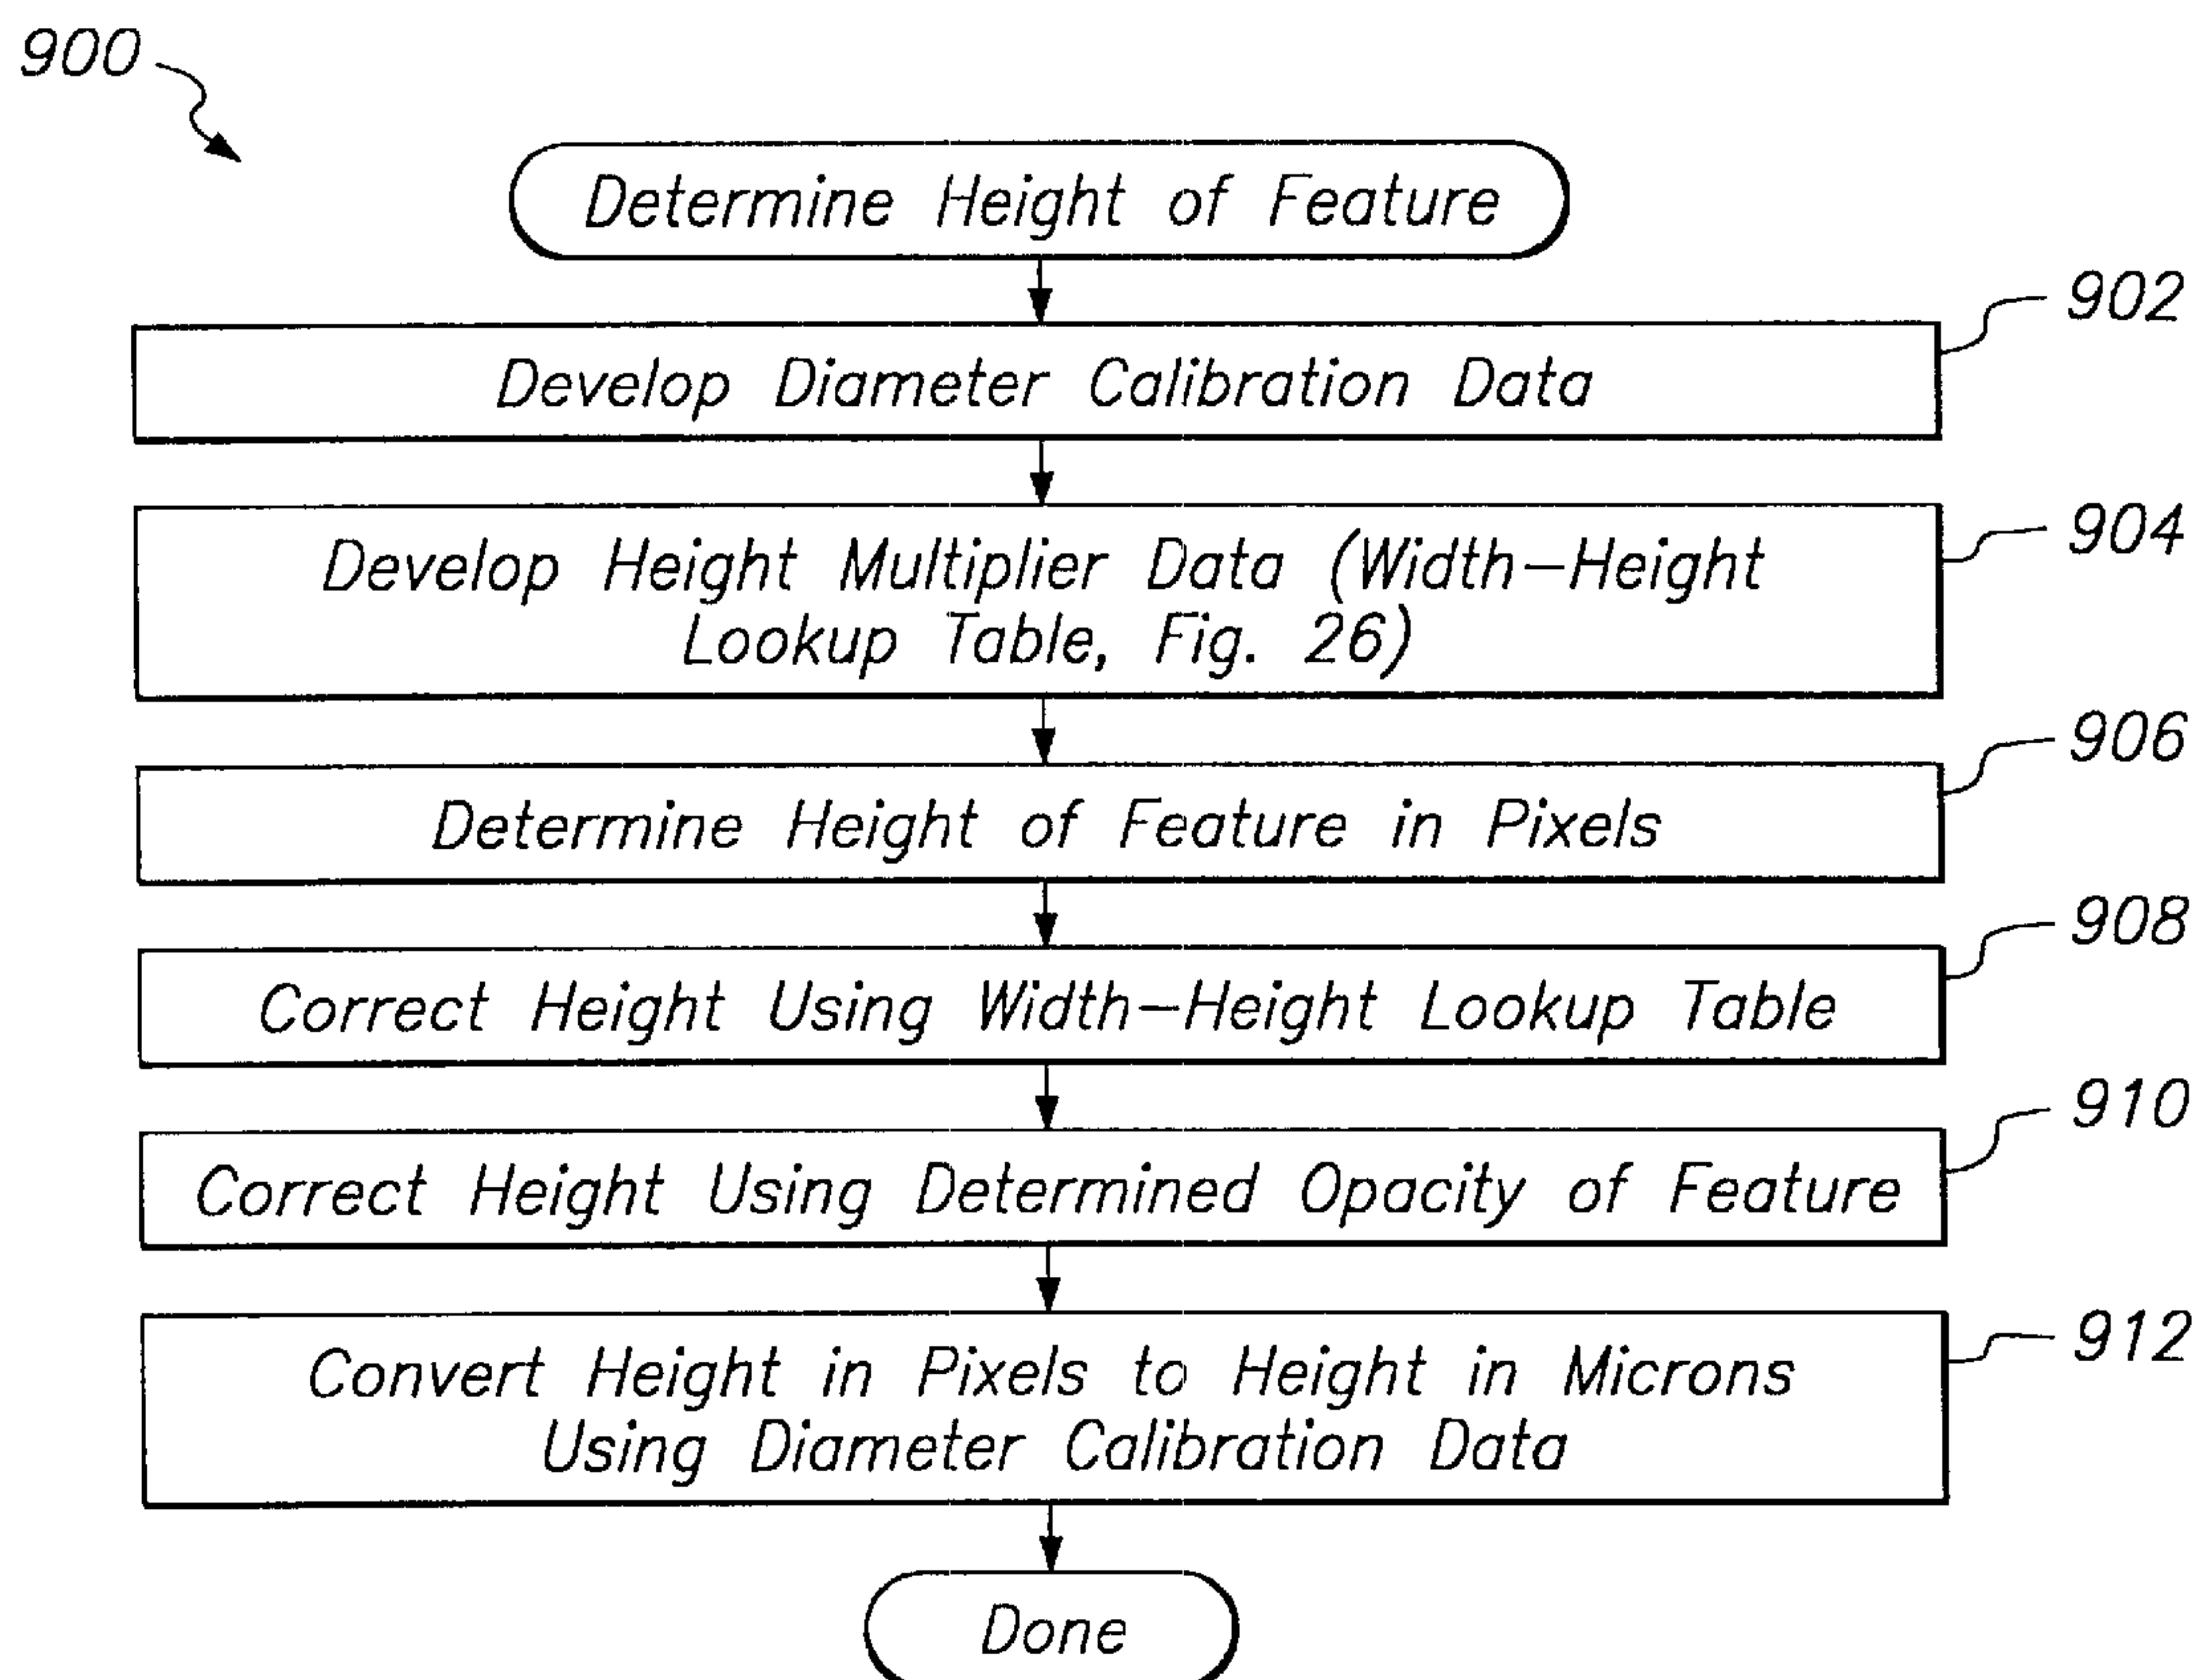 900
Determine Height of Feature
902
Develop Diameter Calibration Data
904
Develop Height Multiplier Data (Width-Height
Lookup Table, Fig. 26)
906
Determine Height of Feature in Pixels
908
Correct Height Using Width-Height Lookup Table
910
Correct Height Using Determined Opacity of Feature
912
Convert Height in Pixels to Height in Microns
Using Diameter Calibration Data
Done